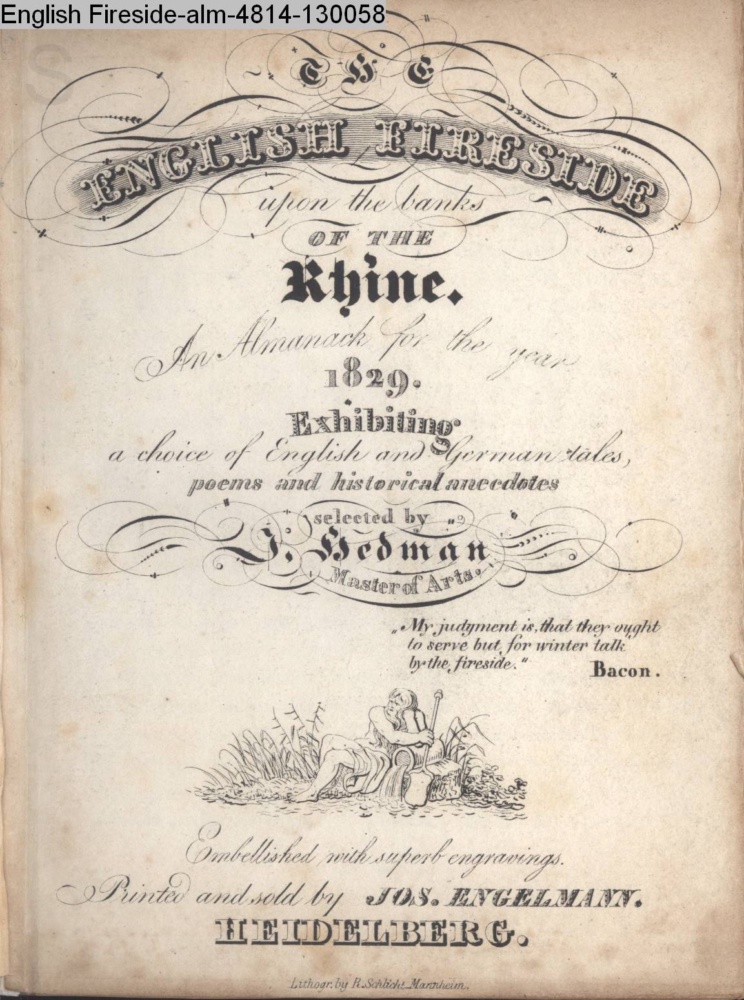 English Fireside-alm-4814-130058
THE
ENGLISH FIRESIDE
upon the banks
OF THE
Rhine.
An Almanack for the year
1829.
Exhibiting
a choice of English and German tales,
poems and historical anecdotes
selected by
J. Hedman
Master of Arts.
„My judgment is, that they ought
to serve but for winter talk
by the fireside."
Bacon.
Embellished with superb engravings.
Printed and sold by JOS. ENGELMANN.
HEIDELBERG.
Lithogr. by R. Schlicht Mannheim.